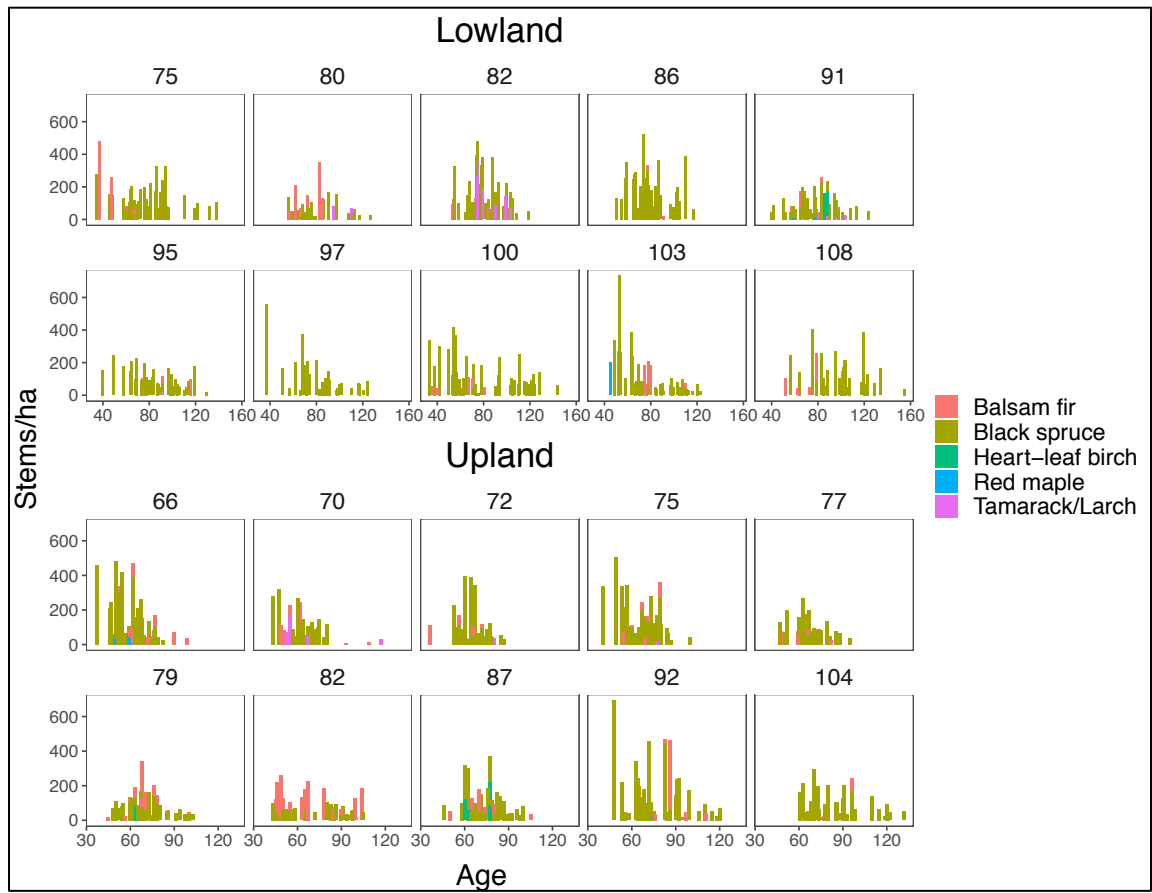 Lowland
75 80 82 86 91
600
400
200
0
95 97 100 103 108
600
400
200
0
40 80 120 160 40 80 120 160 40 80 120 160 40 80 120 160 40 80 120 160
Stems/ha
Balsam fir
Black spruce
Heart-leaf birch
Red maple
Tamarack/Larch
Upland
66 70 72 75 77
600
400
200
0
79 82 87 92 104
600
400
200
0
30 60 90 120 30 60 90 120 30 60 90 120 30 60 90 120 30 60 90 120
Age